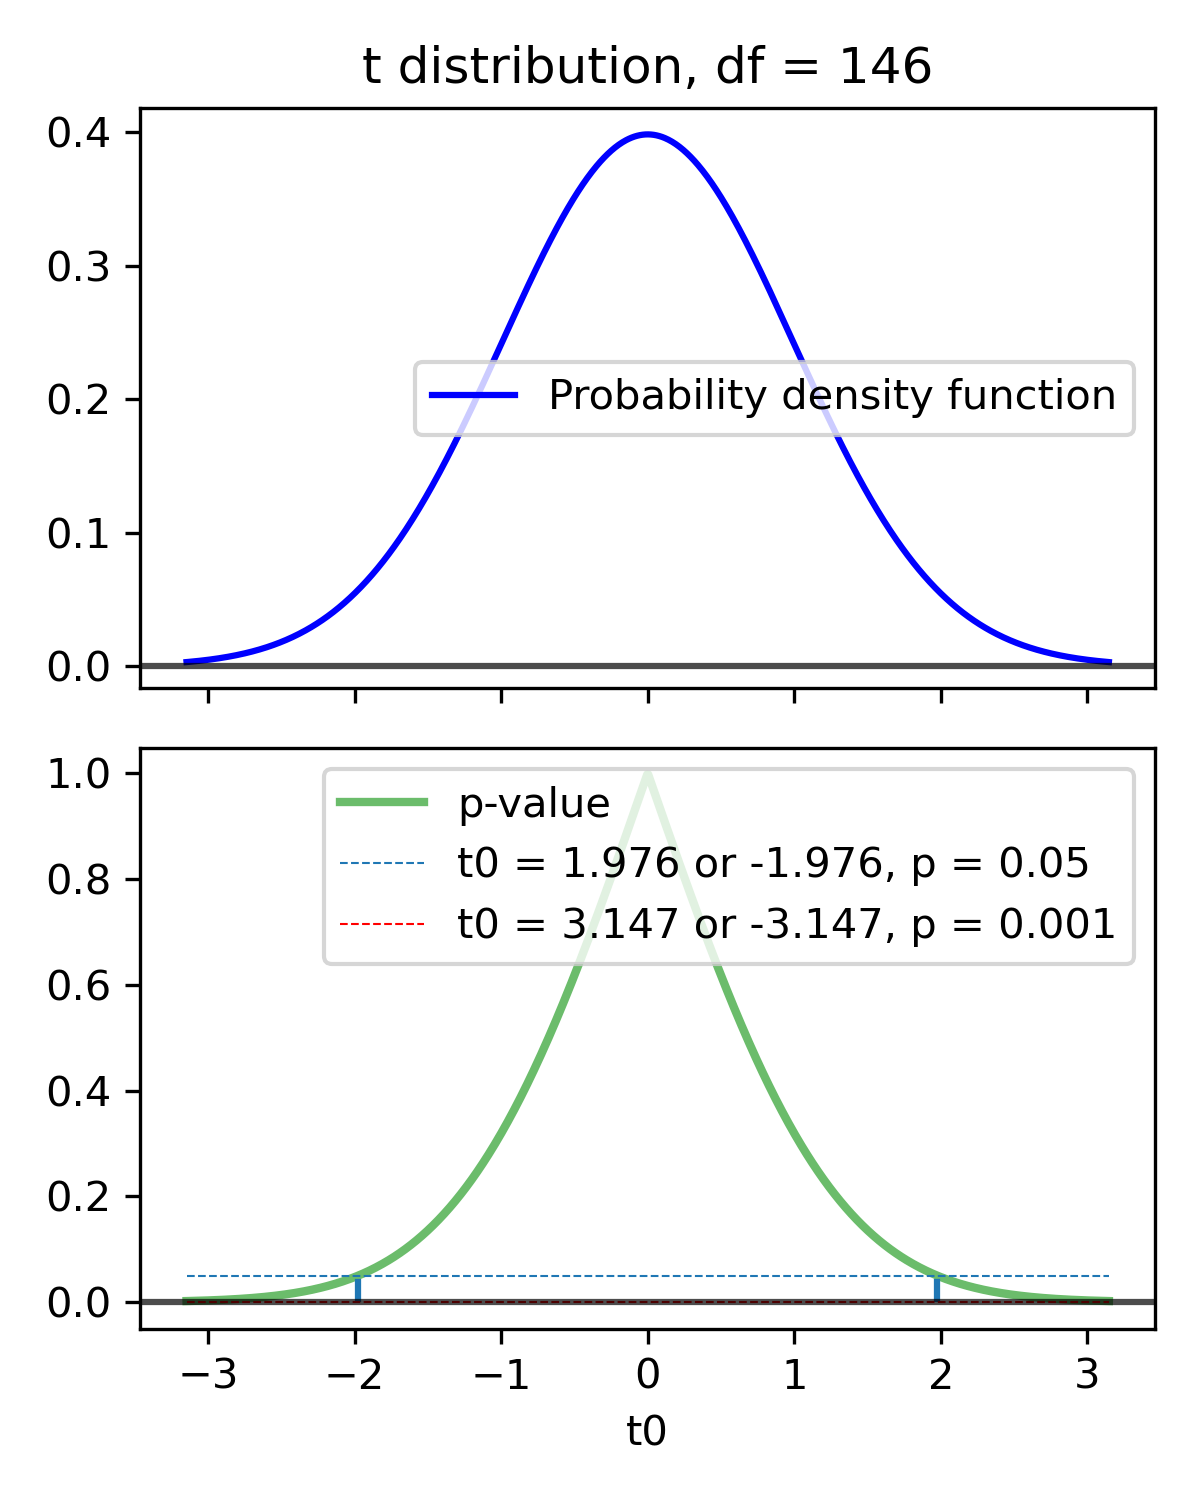 t distribution, df = 146
0.4
0.3
0.2
0.1
0.0
Probability density function
1.0
0.8
0.6
0.4
0.2
0.0
p-value
t0 = 1.976 or -1.976, p = 0.05
t0 = 3.147 or -3.147, p = 0.001
−3 −2 −1 0 1 2 3
t0